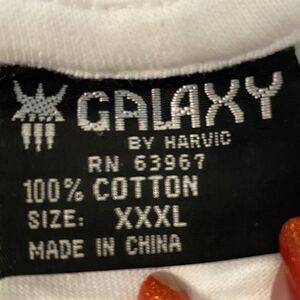 GALAXY
BY HARVIC
RN 63967
100% COTTON
SIZE: XXXL
MADE IN CHINA